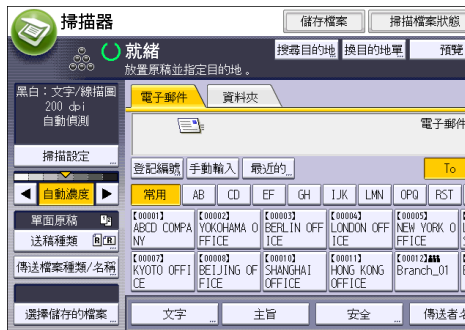 掃描器
儲存檔案
掃描檔案狀態
就緒
搜尋目的地
換目的地單
預覽
放置原稿並指定目的地。
黑白：文字/線描圖
200 dpi
自動偵測
掃描設定
電子郵件
資料夾
電子郵件
登記編號
手動輸入
最近的
To
自動濃度
常用
AB
CD
EF
GH
IJK
LMN
OPQ
RST
單面原稿
送稿種類
傳送檔案種類/名稱
選擇儲存的檔案
[00001]
ABCD COMPA
NY
[00002]
YOKOHAMA O
FFICE
[00003]
BERLIN OFF
ICE
[00004]
LONDON OFF
ICE
[00005]
NEW YORK O
FFICE
[00007]
KYOTO OFFI
CE
[00008]
BEIJING OF
FICE
[00010]
SHANGHAI
OFFICE
[00011]
HONG KONG
OFFICE
[00012]
Branch_01
文字
主旨
安全
傳送者名